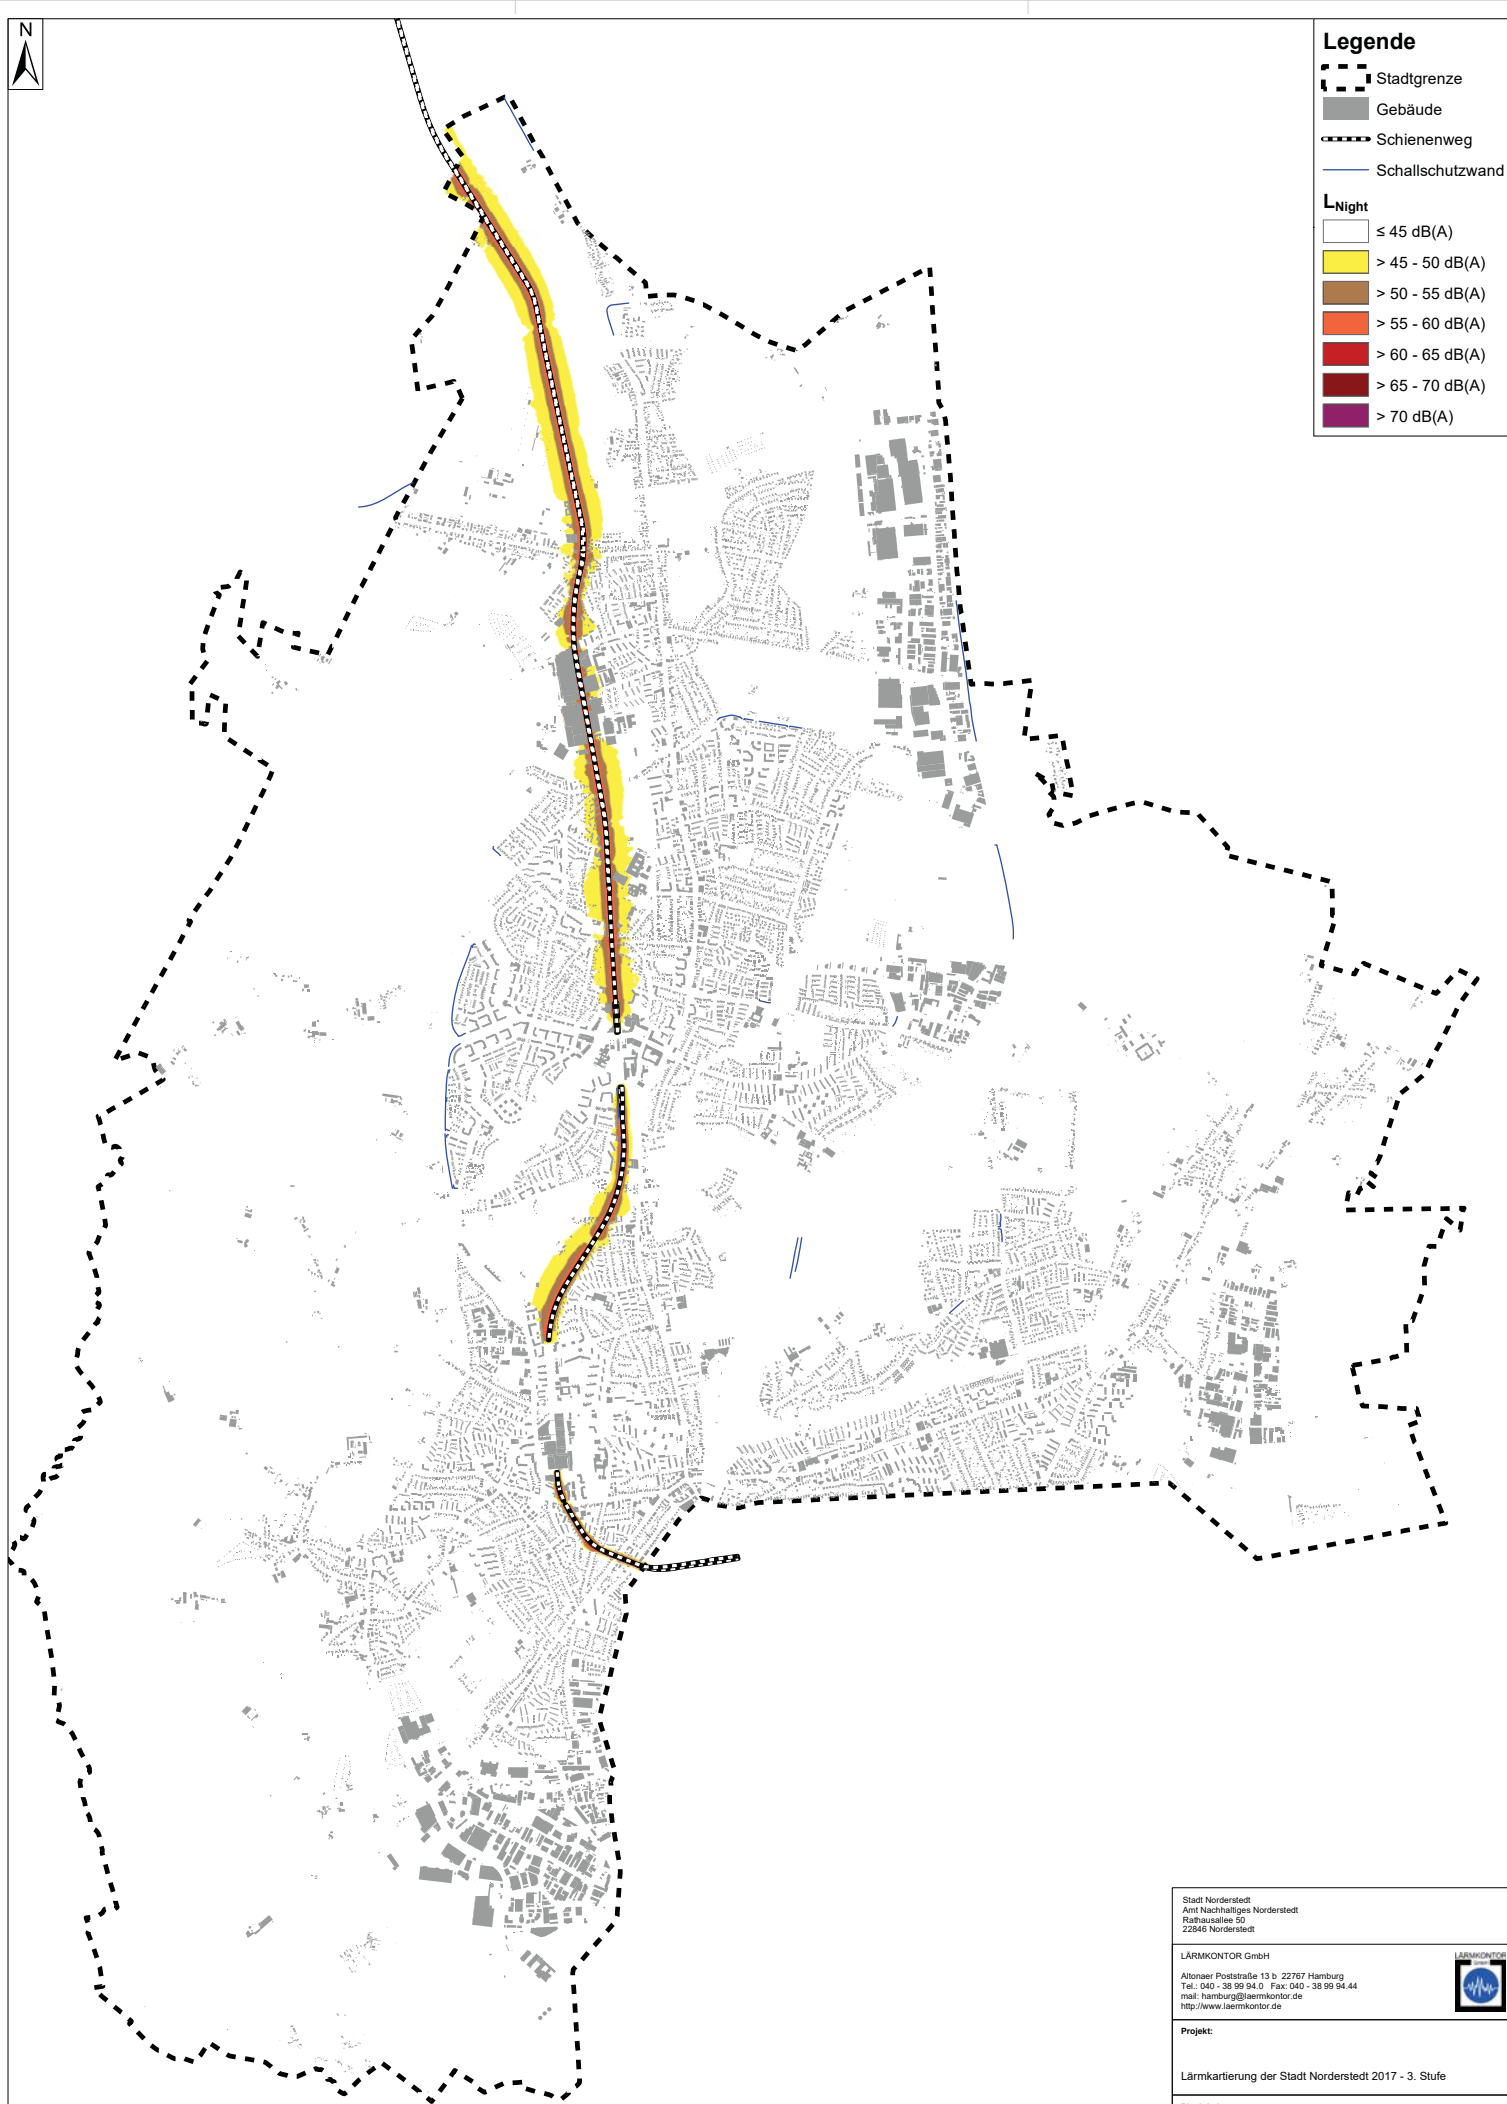 N
Legende
Stadtgrenze
Gebäude
Schienenweg
Schallschutzwand
LNight
≤ 45 dB(A)
> 45 - 50 dB(A)
> 50 - 55 dB(A)
> 55 - 60 dB(A)
> 60 - 65 dB(A)
> 65 - 70 dB(A)
> 70 dB(A)
Stadt Norderstedt
Amt Nachhaltiges Norderstedt
Rathausallee 50
22846 Norderstedt
LÄRMKONTOR GmbH
Altonaer Poststraße 13 b 22767 Hamburg
Tel.: 040 - 38 99 94.0 Fax: 040 - 38 99 94.44
mail: hamburg@laermkontor.de
http://www.laermkontor.de
LÄRMKONTOR
Projekt:
Lärmkartierung der Stadt Norderstedt 2017 - 3. Stufe